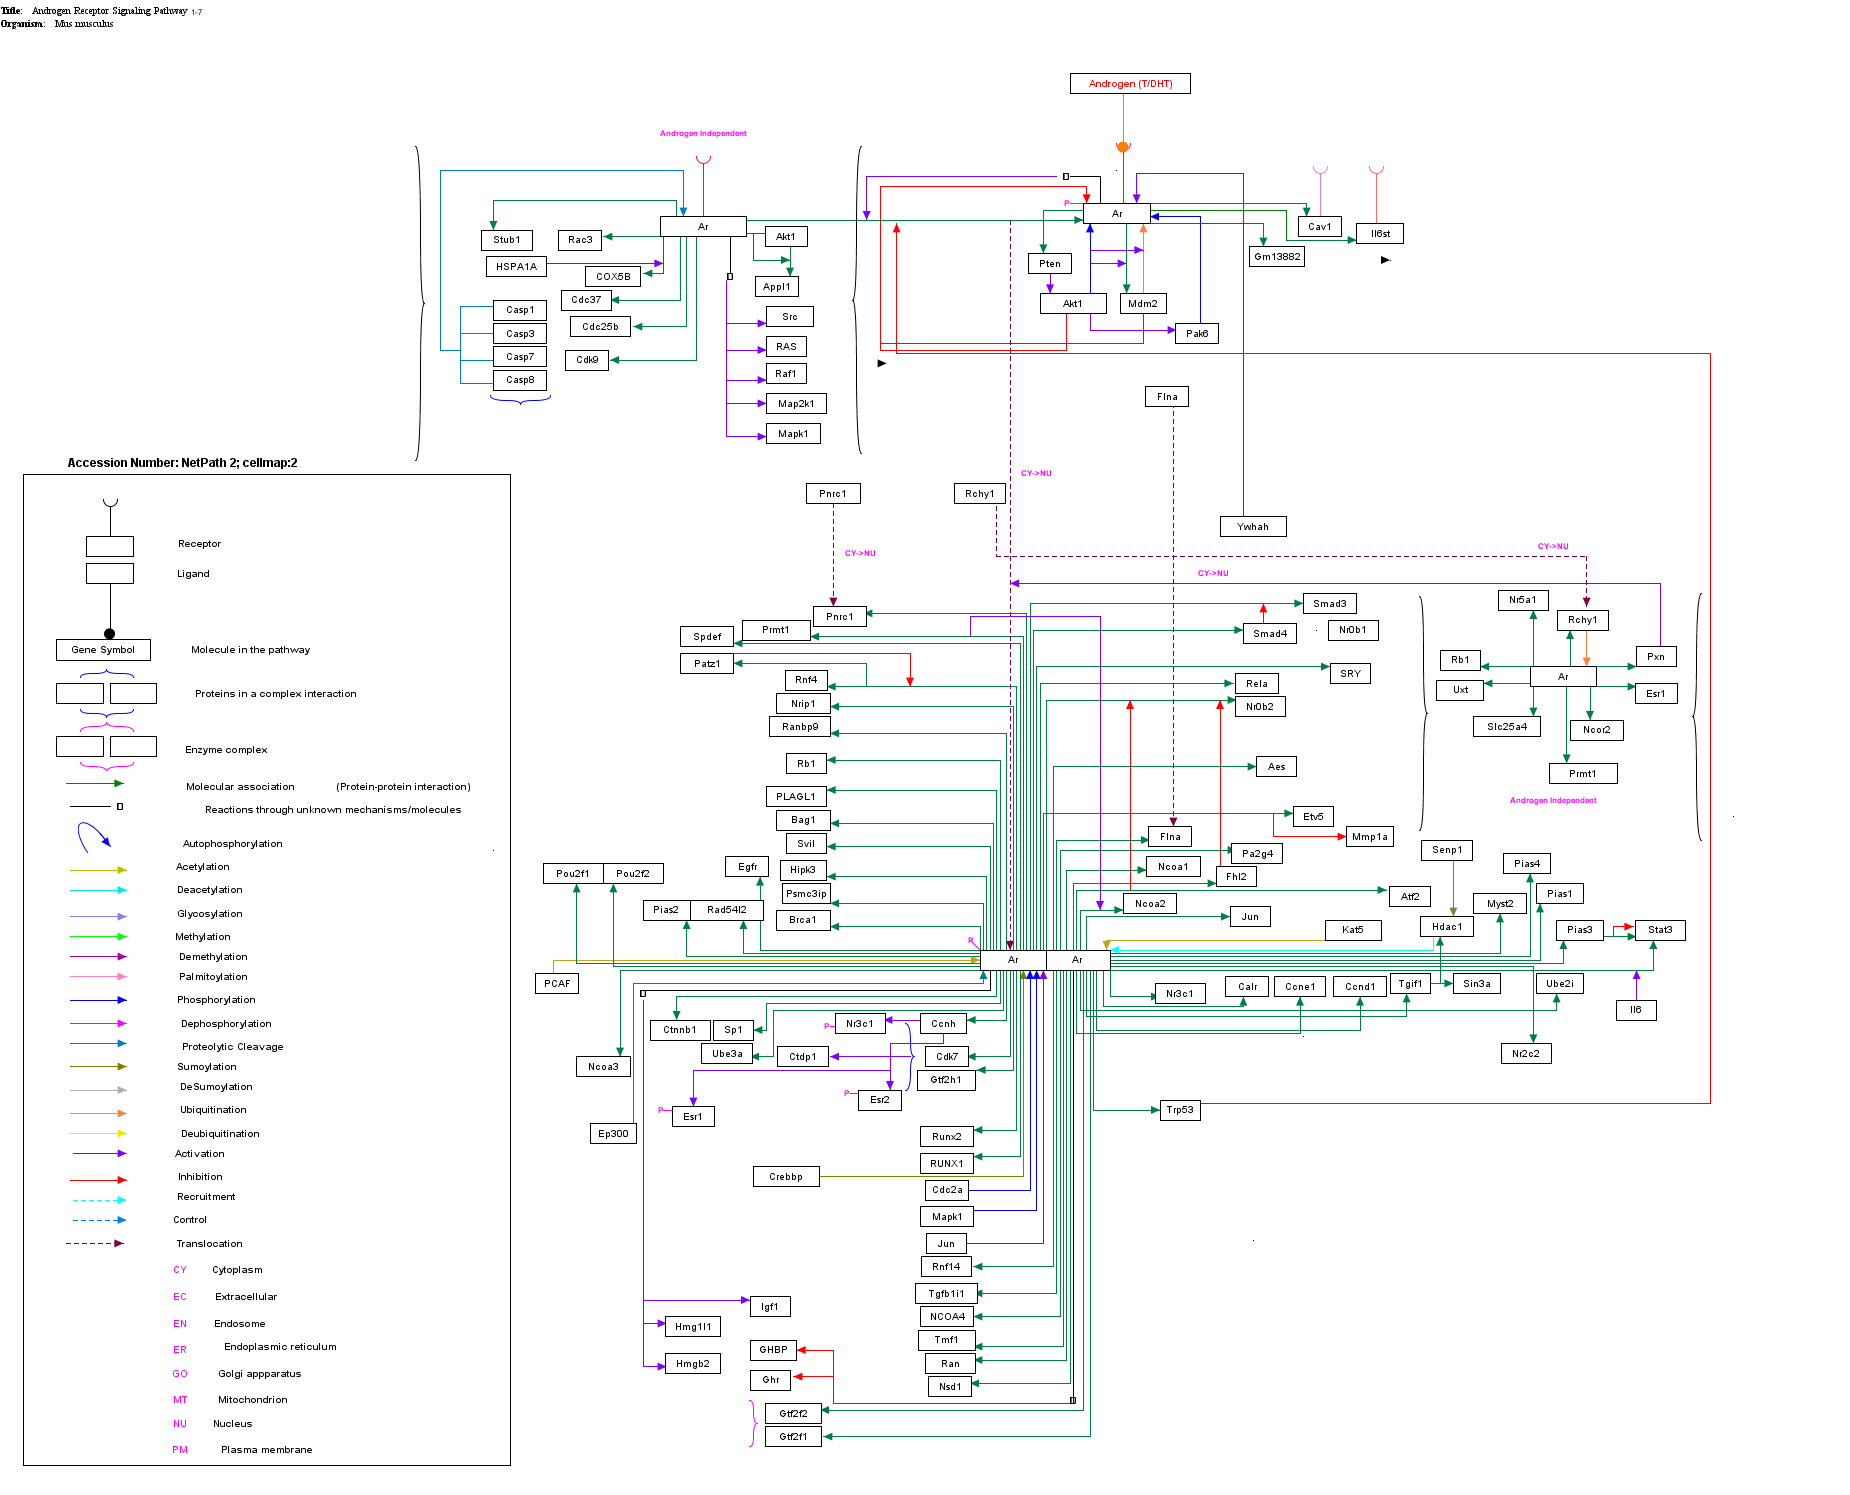 Title: Androgen Receptor Signaling Pathway 1-7
Organism: Mus musculus
Androgen (T/DHT)
Androgen Independent
Ar
Stub1
Rac3
HSPA1A
COX5B
Cdc37
Cdc25b
Cdk9
Casp1
Casp3
Casp7
Casp8
Akt1
Appl1
Src
RAS
Raf1
Map2k1
Mapk1
P
Ar
Cav1
Il6st
Gm13882
Pten
Akt1
Mdm2
Pak6
Flna
CY->NU
Pnrc1
Rchy1
Ywhah
CY->NU
CY->NU
CY->NU
Accession Number: NetPath 2; cellmap:2
Receptor
Ligand
Gene Symbol
Molecule in the pathway
Proteins in a complex interaction
Enzyme complex
Molecular association (Protein-protein interaction)
Reactions through unknown mechanisms/molecules
Autophosphorylation
Acetylation
Deacetylation
Glycosylation
Methylation
Demethylation
Palmitoylation
Phosphorylation
Dephosphorylation
Proteolytic Cleavage
Sumoylation
DeSumoylation
Ubiquitination
Deubiquitination
Activation
Inhibition
Recruitment
Control
Translocation
CY Cytoplasm
EC Extracellular
EN Endosome
ER Endoplasmic reticulum
GO Golgi appparatus
MT Mitochondrion
NU Nucleus
PM Plasma membrane
Pnrc1
Prmt1
Spdef
Patz1
Rnf4
Nrip1
Ranbp9
Rb1
PLAGL1
Bag1
Svil
Hipk3
Egfr
Psmc3ip
Brca1
Pou2f1
Pou2f2
Pias2
Rad54l2
PCAF
R
Ar
Ar
Smad3
Smad4
Nr0b1
SRY
Rela
Nr0b2
Aes
Etv5
Mmp1a
Flna
Pa2g4
Ncoa1
Fhl2
Atf2
Ncoa2
Jun
Kat5
Nr5a1
Rchy1
Rb1
Pxn
Ar
Uxt
Esr1
Slc25a4
Ncor2
Prmt1
Androgen Independent
Senp1
Pias4
Pias1
Myst2
Hdac1
Pias3
Stat3
Nr3c1
Calr
Ccne1
Ccnd1
Tgif1
Sin3a
Ube2i
Il6
Nr2c2
Trp53
Ctnnb1
Sp1
Ube3a
Ncoa3
Ep300
P
Nr3c1
Ccnh
Ctdp1
Cdk7
Gtf2h1
P
Esr2
P
Esr1
Runx2
RUNX1
Crebbp
Cdc2a
Mapk1
Jun
Rnf14
Tgfb1i1
NCOA4
Tmf1
Ran
Nsd1
Igf1
Hmg1l1
Hmgb2
GHBP
Ghr
Gtf2f2
Gtf2f1